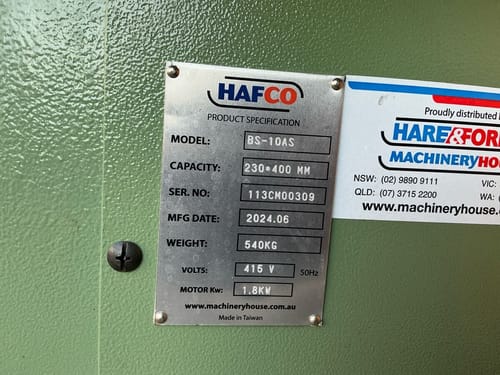 HAFCO
PRODUCT SPECIFICATION
MODEL: BS-10AS
CAPACITY: 230*400 MM
SER. NO: 113CM00309
MFG DATE: 2024.06
WEIGHT: 540KG
VOLTS: 415 V 50Hz
MOTOR Kw: 1.8KW
www.machineryhouse.com.au
Made in Taiwan
Proudly distributed
HARE&FOR
MACHINERYHO
NSW: (02) 9890 9111 VIC:
QLD: (07) 3715 2200 WA:
www.machineryhouse.